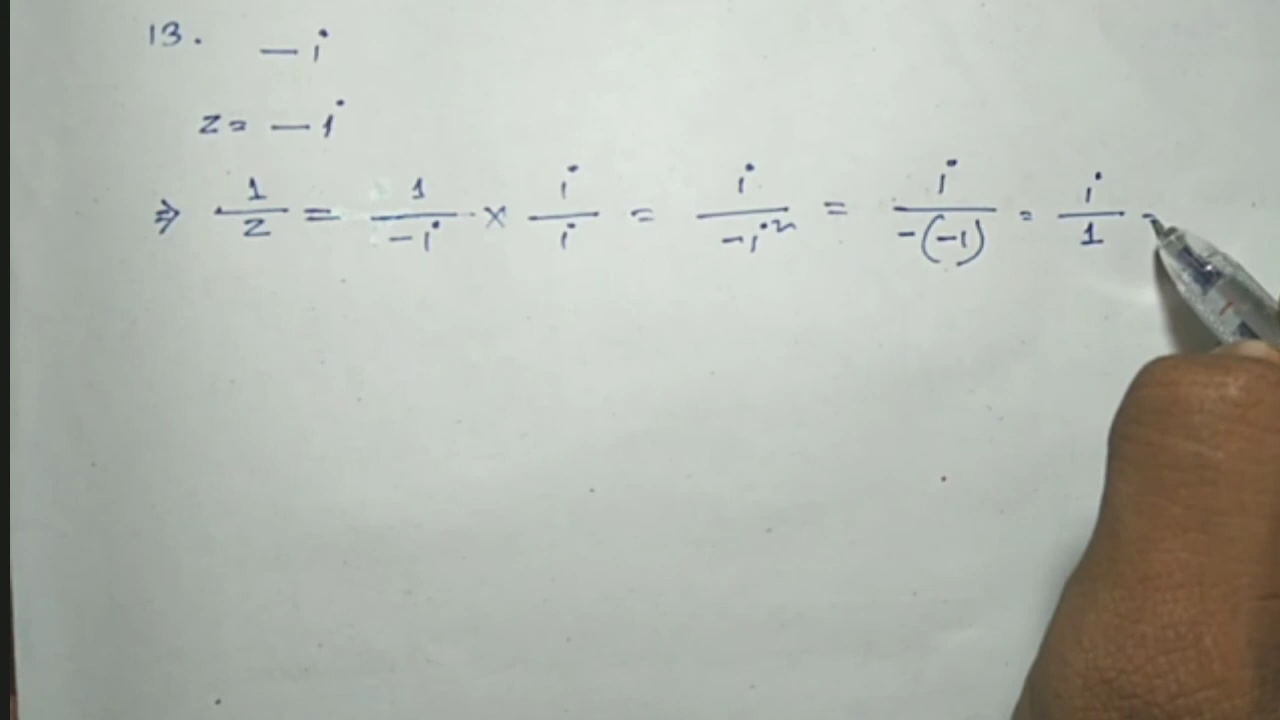 13. - i
z = - i
⇒ 1/z = 1/-i × i/i = i/-i² = i/-(-1) = i/1 =